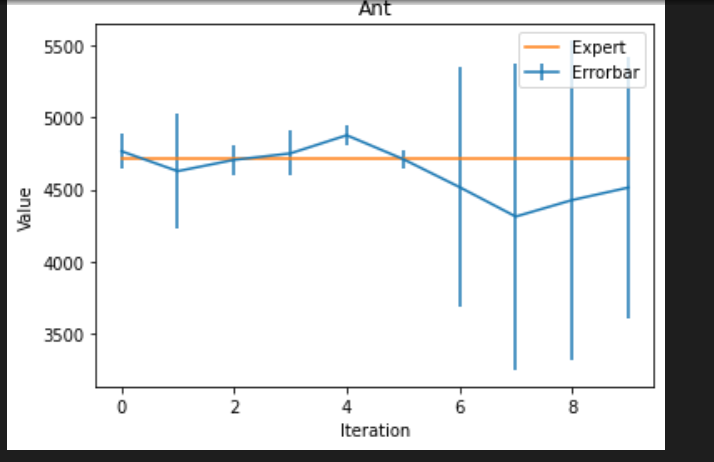 Ant
5500
5000
4500
4000
3500
Value
Expert
Errorbar
0 2 4 6 8
Iteration